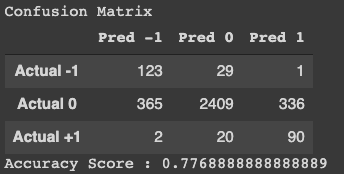 Confusion Matrix
Pred -1 Pred 0 Pred 1
Actual -1 123 29 1
Actual 0 365 2409 336
Actual +1 2 20 90
Accuracy Score : 0.7768888888888889